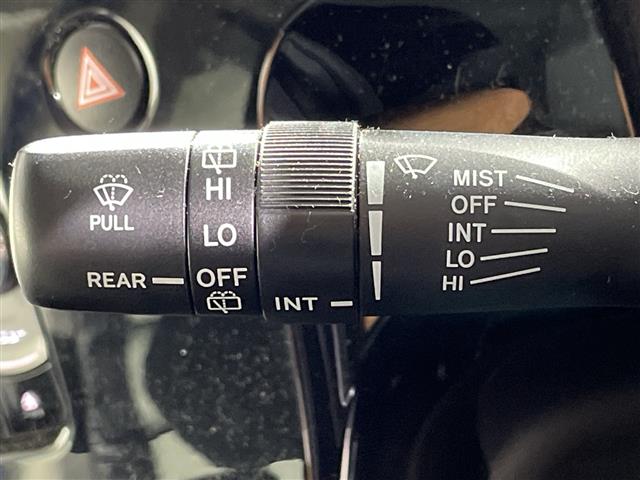 PULL
REAR
HI
LO
OFF
INT
MIST
OFF
INT
LO
HI